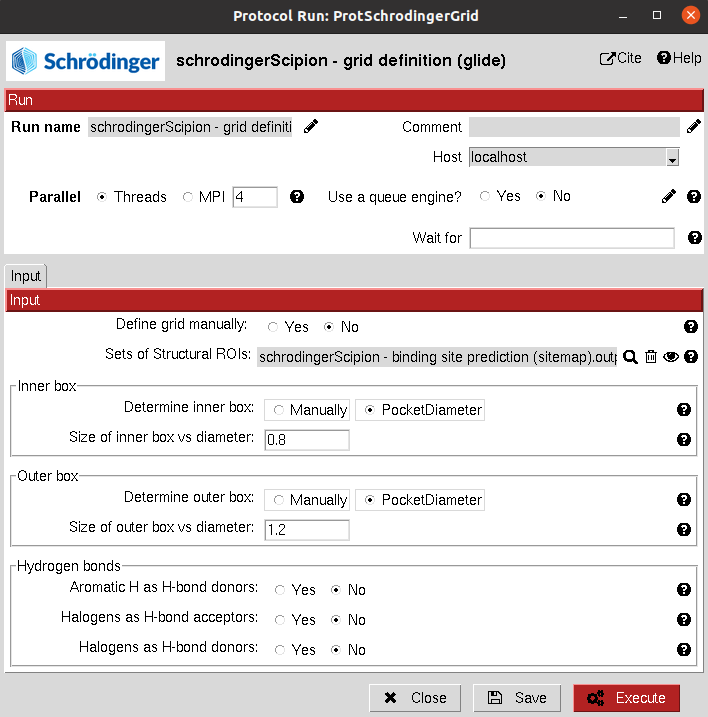 Protocol Run: ProtSchrodingerGrid
Schrödinger
schrodingerScipion - grid definition (glide)
Cite
Help
Run
Run name schrodingerScipion - grid definiti
Comment
Host localhost
Parallel Threads MPI 4
Use a queue engine? Yes No
Wait for
Input
Input
Define grid manually: Yes No
Sets of Structural ROIs: schrodingerScipion - binding site prediction (sitemap).outp
Inner box
Determine inner box: Manually PocketDiameter
Size of inner box vs diameter: 0.8
Outer box
Determine outer box: Manually PocketDiameter
Size of outer box vs diameter: 1.2
Hydrogen bonds
Aromatic H as H-bond donors: Yes No
Halogens as H-bond acceptors: Yes No
Halogens as H-bond donors: Yes No
Close Save Execute